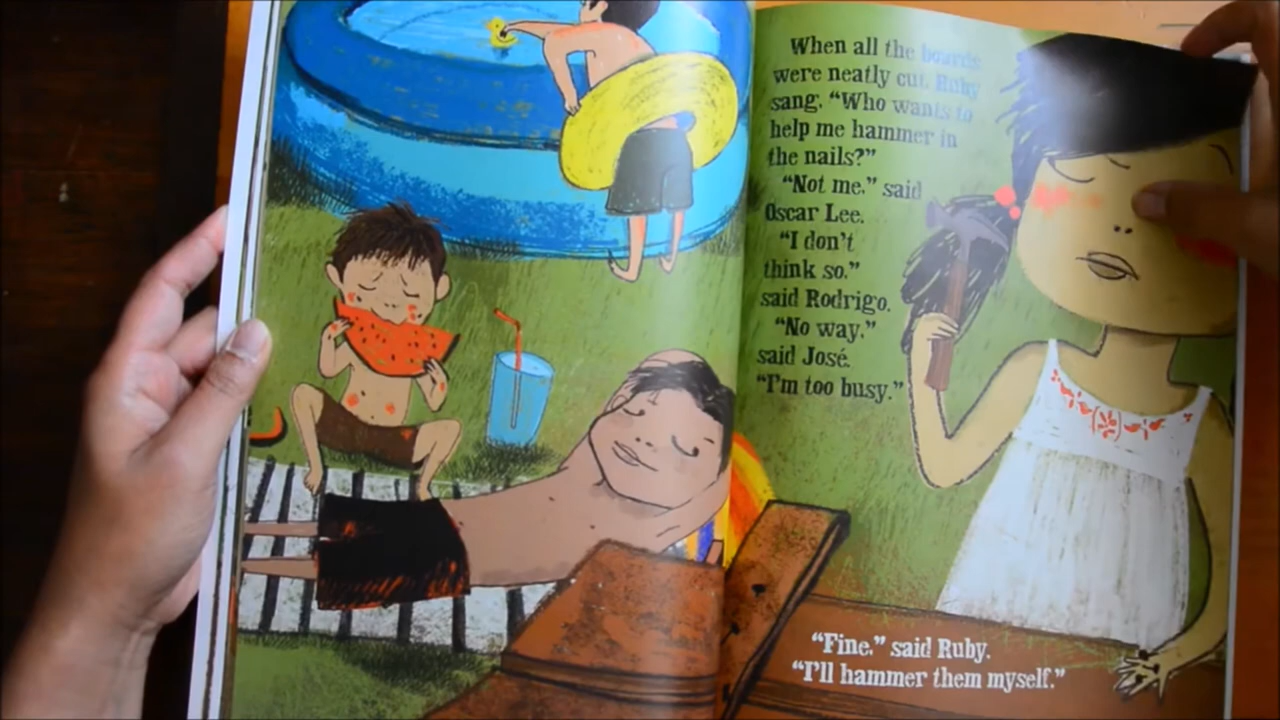 When all the boards
were neatly cut, Ruby
sang, "Who wants to
help me hammer in
the nails?"
"Not me," said
Oscar Lee.
"I don't
think so."
said Rodrigo.
"No way."
said José.
"I'm too busy."
"Fine," said Ruby.
"I'll hammer them myself."